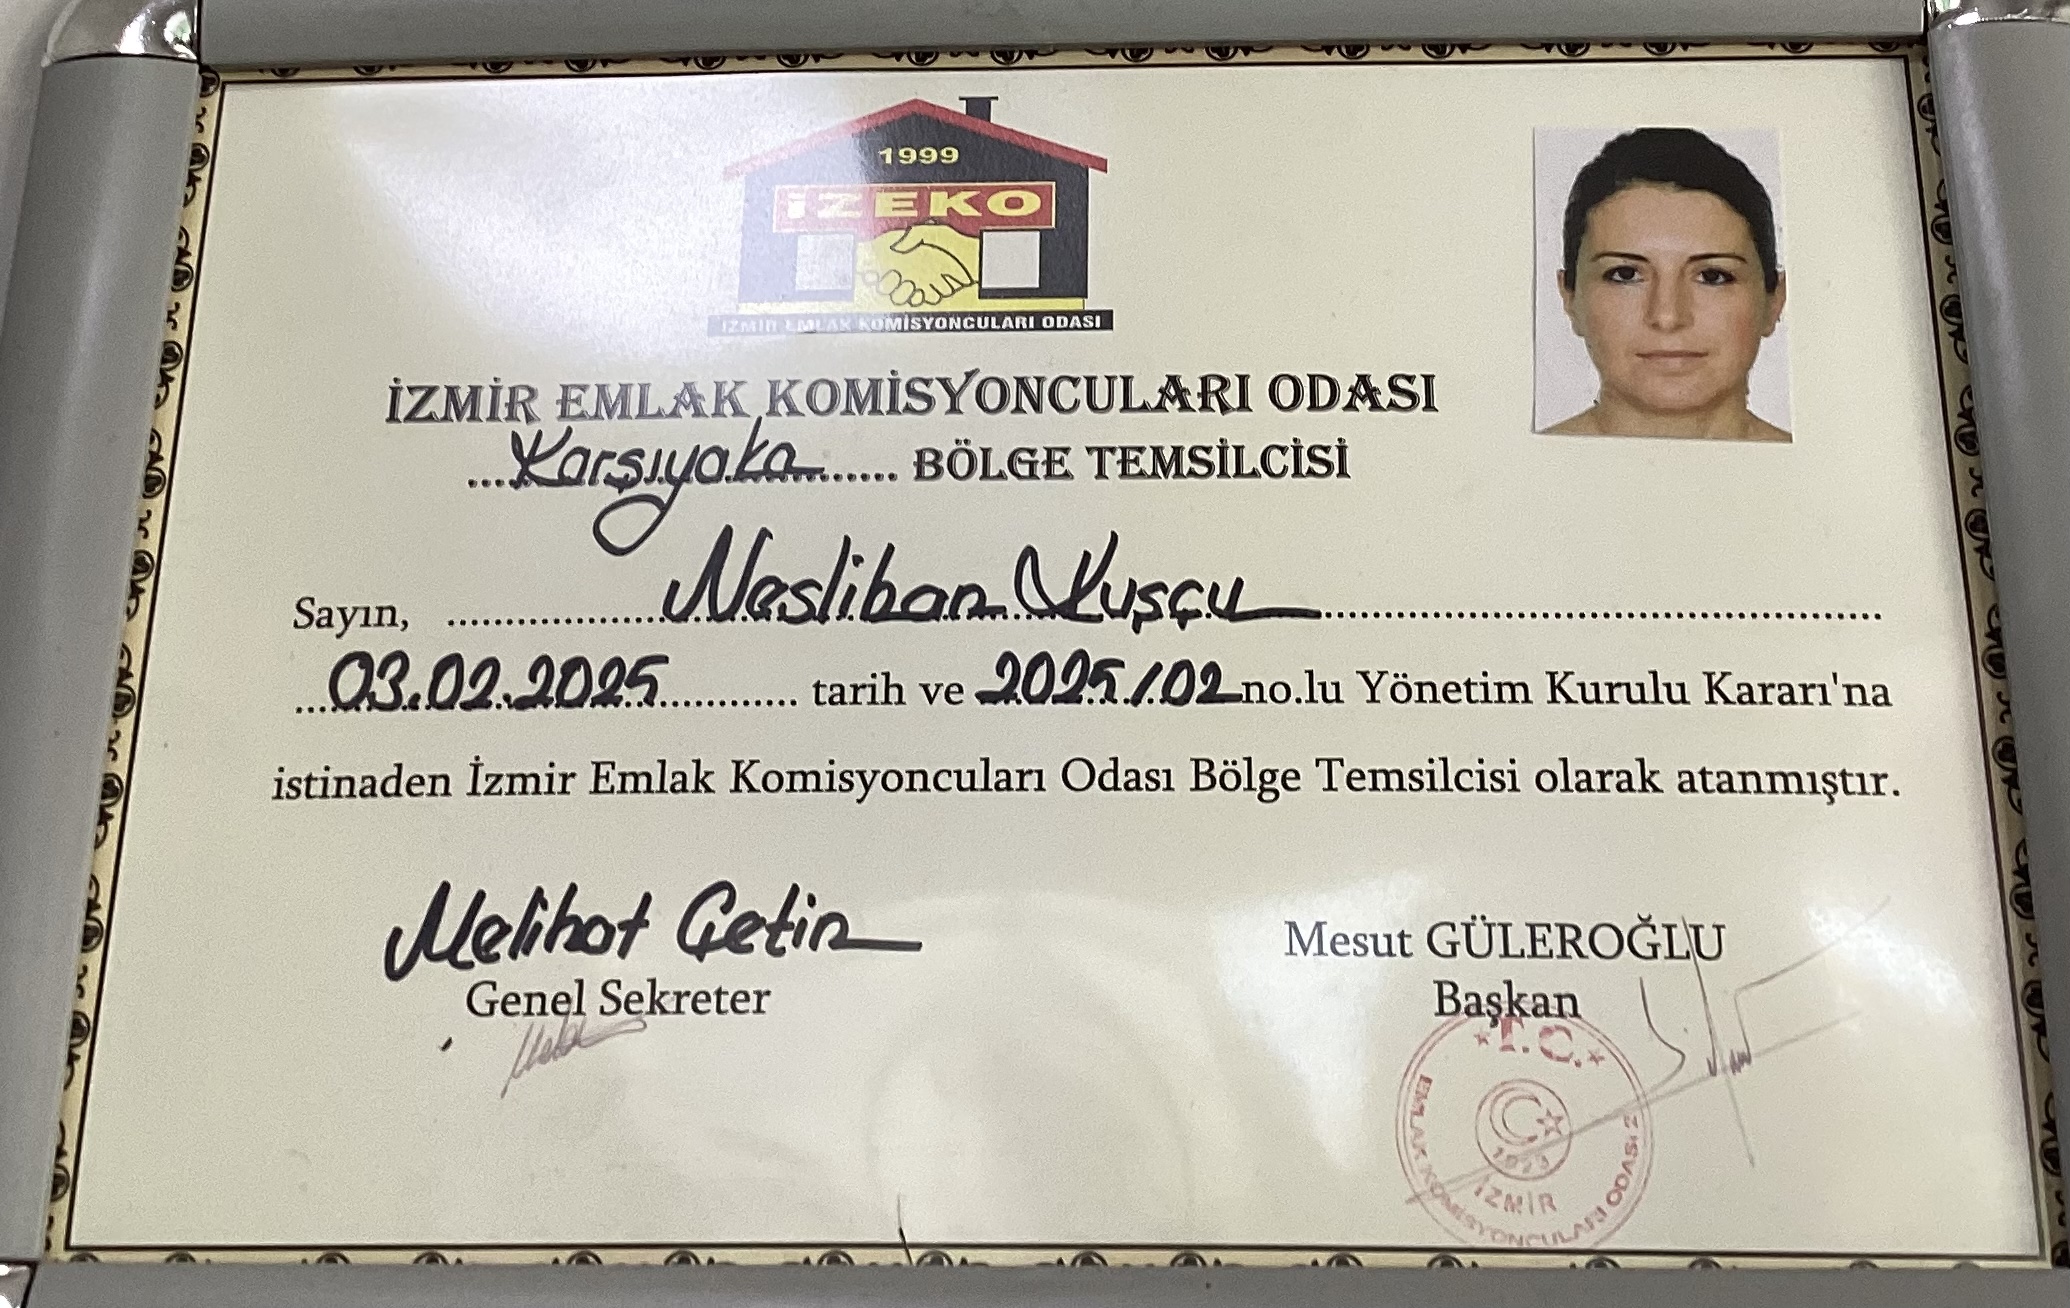 1999
İZEKO
İZMİR EMLAK KOMİSYONCULARI ODASI
İZMİR EMLAK KOMİSYONCULARI ODASI
....Karşıyaka...... BÖLGE TEMSİLCİSİ
Sayın, Neslihan Kuşçu
03.02.2025 tarih ve 2025/02 no.lu Yönetim Kurulu Kararı'na
istinaden İzmir Emlak Komisyoncuları Odası Bölge Temsilcisi olarak atanmıştır.
Melihat Çetin
Genel Sekreter
Mesut GÜLEROĞLU
Başkan
T.C.
EMLAK KOMİSYONCULARI ODASI
1923
İZMİR